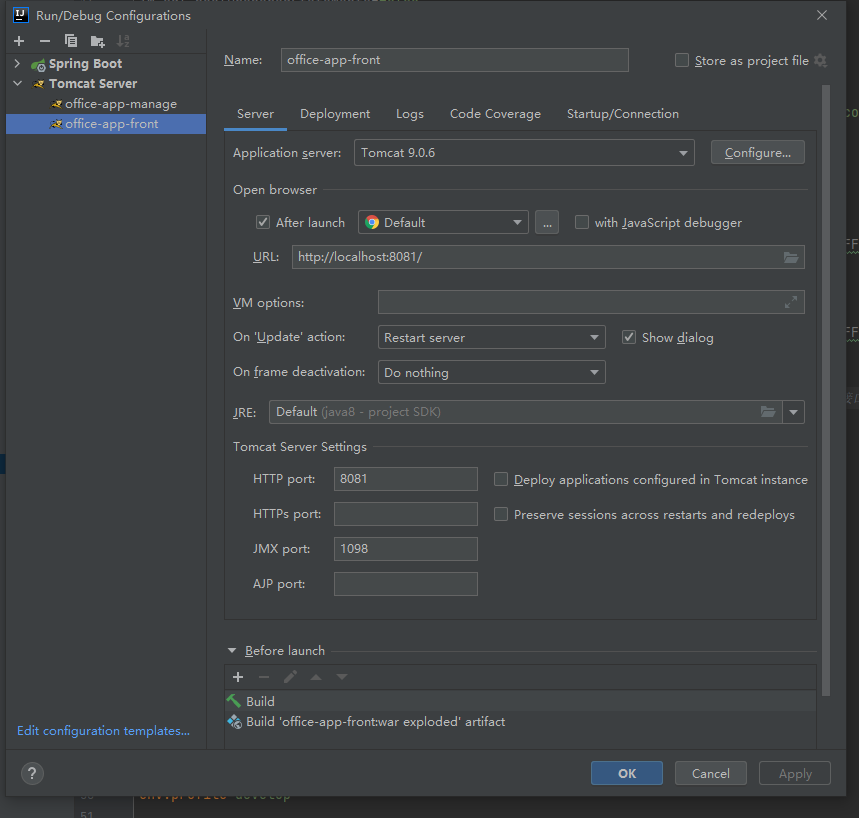 Run/Debug Configurations
Spring Boot
Tomcat Server
office-app-manage
office-app-front
Name: office-app-front Store as project file
Server Deployment Logs Code Coverage Startup/Connection
Application server: Tomcat 9.0.6 Configure...
Open browser
After launch Default ... with JavaScript debugger
URL: http://localhost:8081/
VM options:
On 'Update' action: Restart server Show dialog
On frame deactivation: Do nothing
JRE: Default (java8 - project SDK)
Tomcat Server Settings
HTTP port: 8081 Deploy applications configured in Tomcat instance
HTTPs port: Preserve sessions across restarts and redeploys
JMX port: 1098
AJP port:
Before launch
Build
Build 'office-app-front:war exploded' artifact
Edit configuration templates...
? OK Cancel Apply